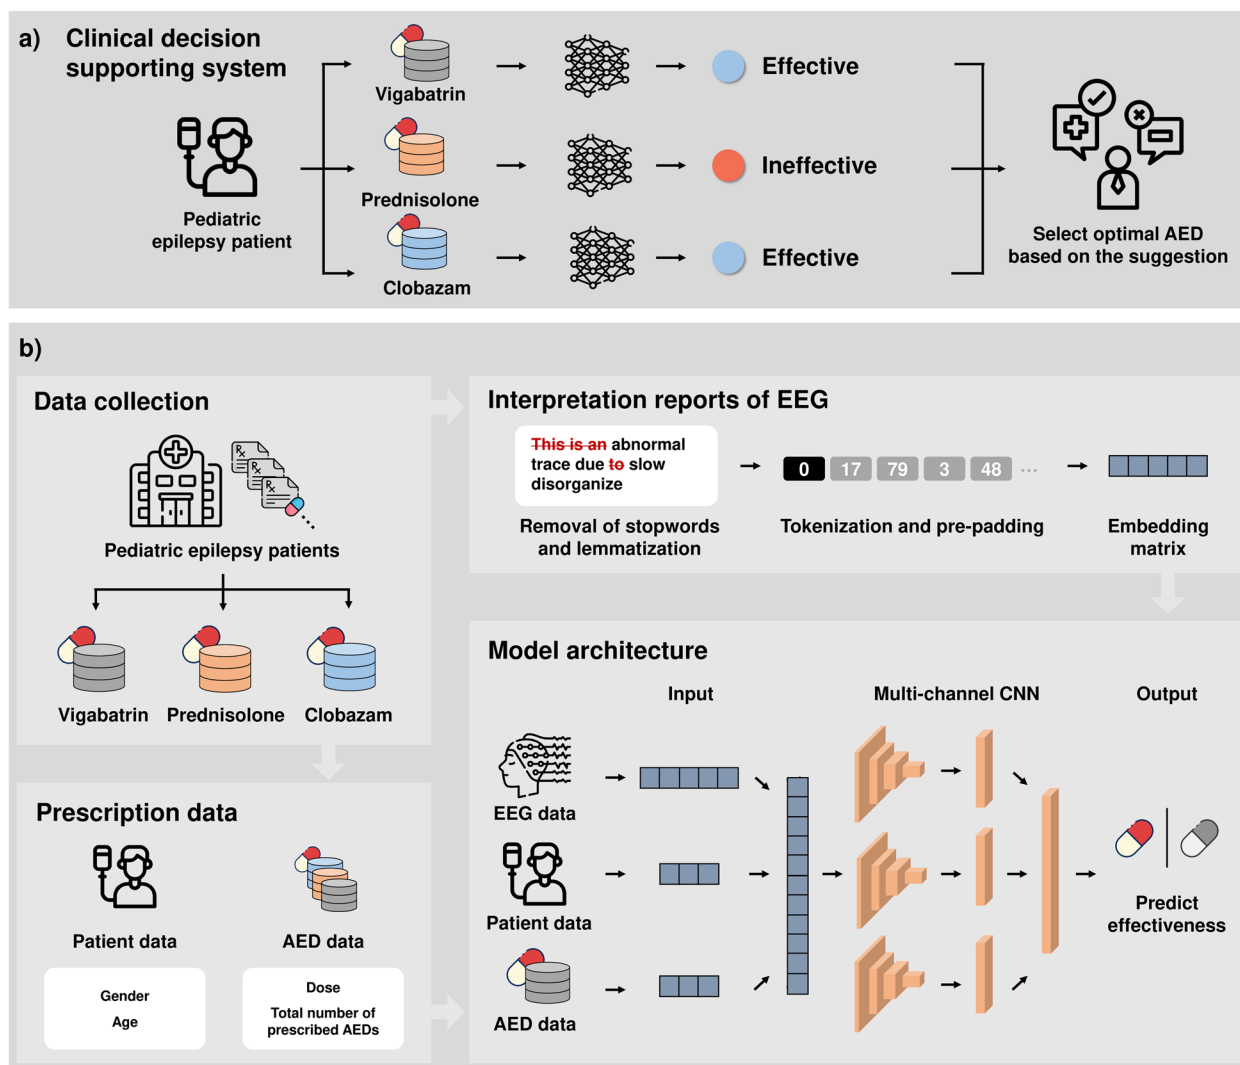 a)
Clinical decision
supporting system
Pediatric
epilepsy patient
Vigabatrin
Prednisolone
Clobazam
Effective
Ineffective
Effective
Select optimal AED
based on the suggestion
b)
Data collection
Rx
Rx
Rx
Pediatric epilepsy patients
Vigabatrin
Prednisolone
Clobazam
Prescription data
Patient data
Gender
Age
AED data
Dose
Total number of
prescribed AEDs
Interpretation reports of EEG
This is an abnormal
trace due to slow
disorganize
Removal of stopwords
and lemmatization
0 17 79 3 48 ...
Tokenization and pre-padding
Embedding
matrix
Model architecture
Input
Multi-channel CNN
Output
EEG data
Patient data
AED data
Predict
effectiveness